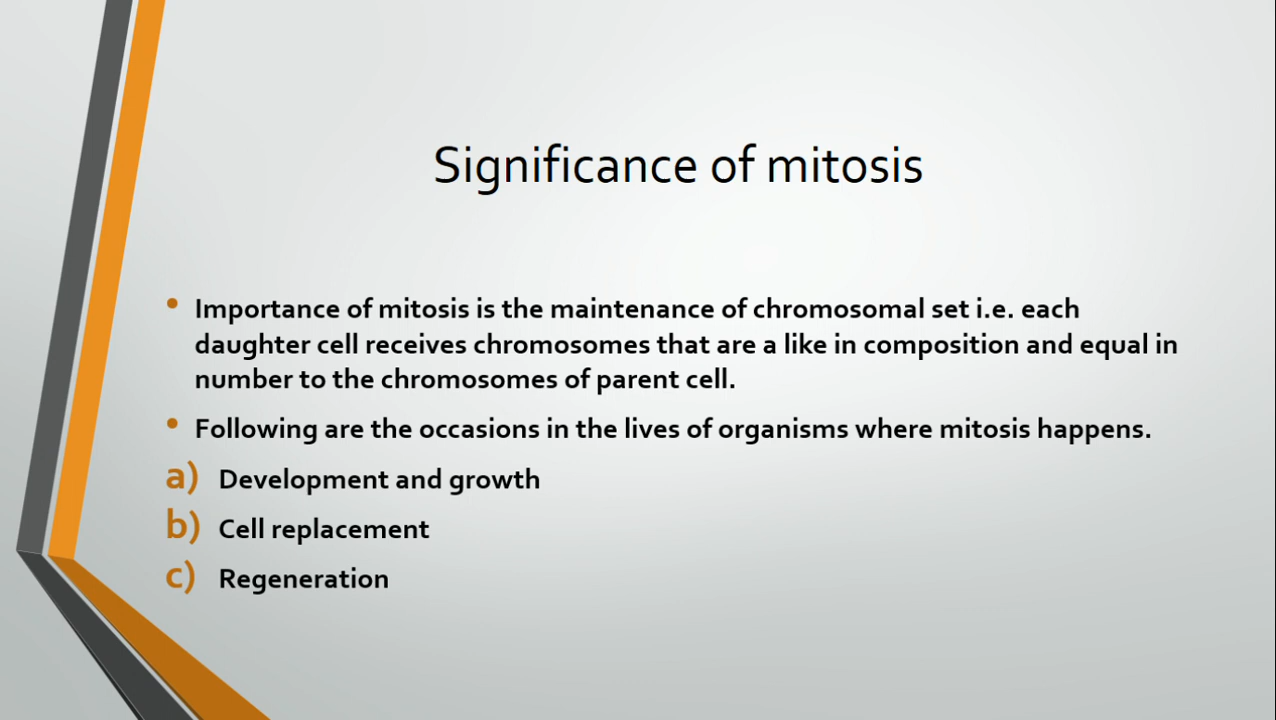 Significance of mitosis
• Importance of mitosis is the maintenance of chromosomal set i.e. each
daughter cell receives chromosomes that are a like in composition and equal in
number to the chromosomes of parent cell.
• Following are the occasions in the lives of organisms where mitosis happens.
a) Development and growth
b) Cell replacement
c) Regeneration